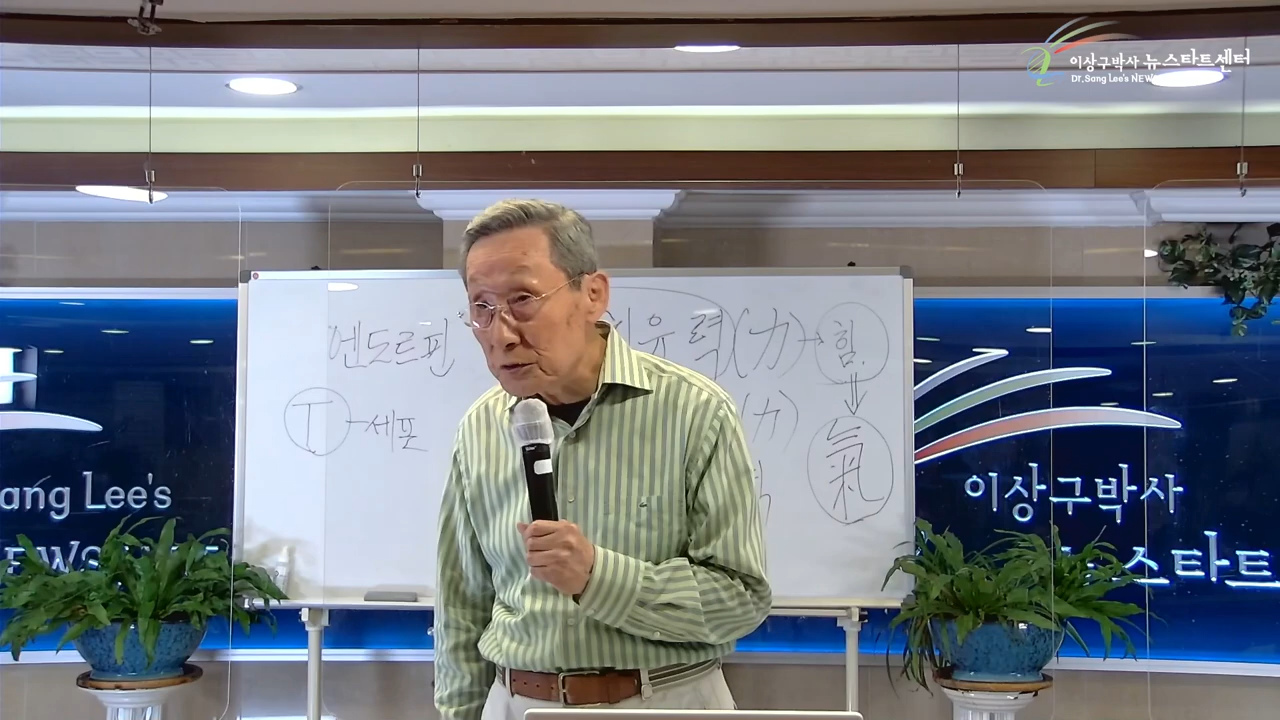 이상구박사 뉴스타트센터
Dr. Sang Lee's NEW
엔도르핀 유력(力)→힘.
T-세포 (力)
氣
ang Lee's
이상구박사
스타트